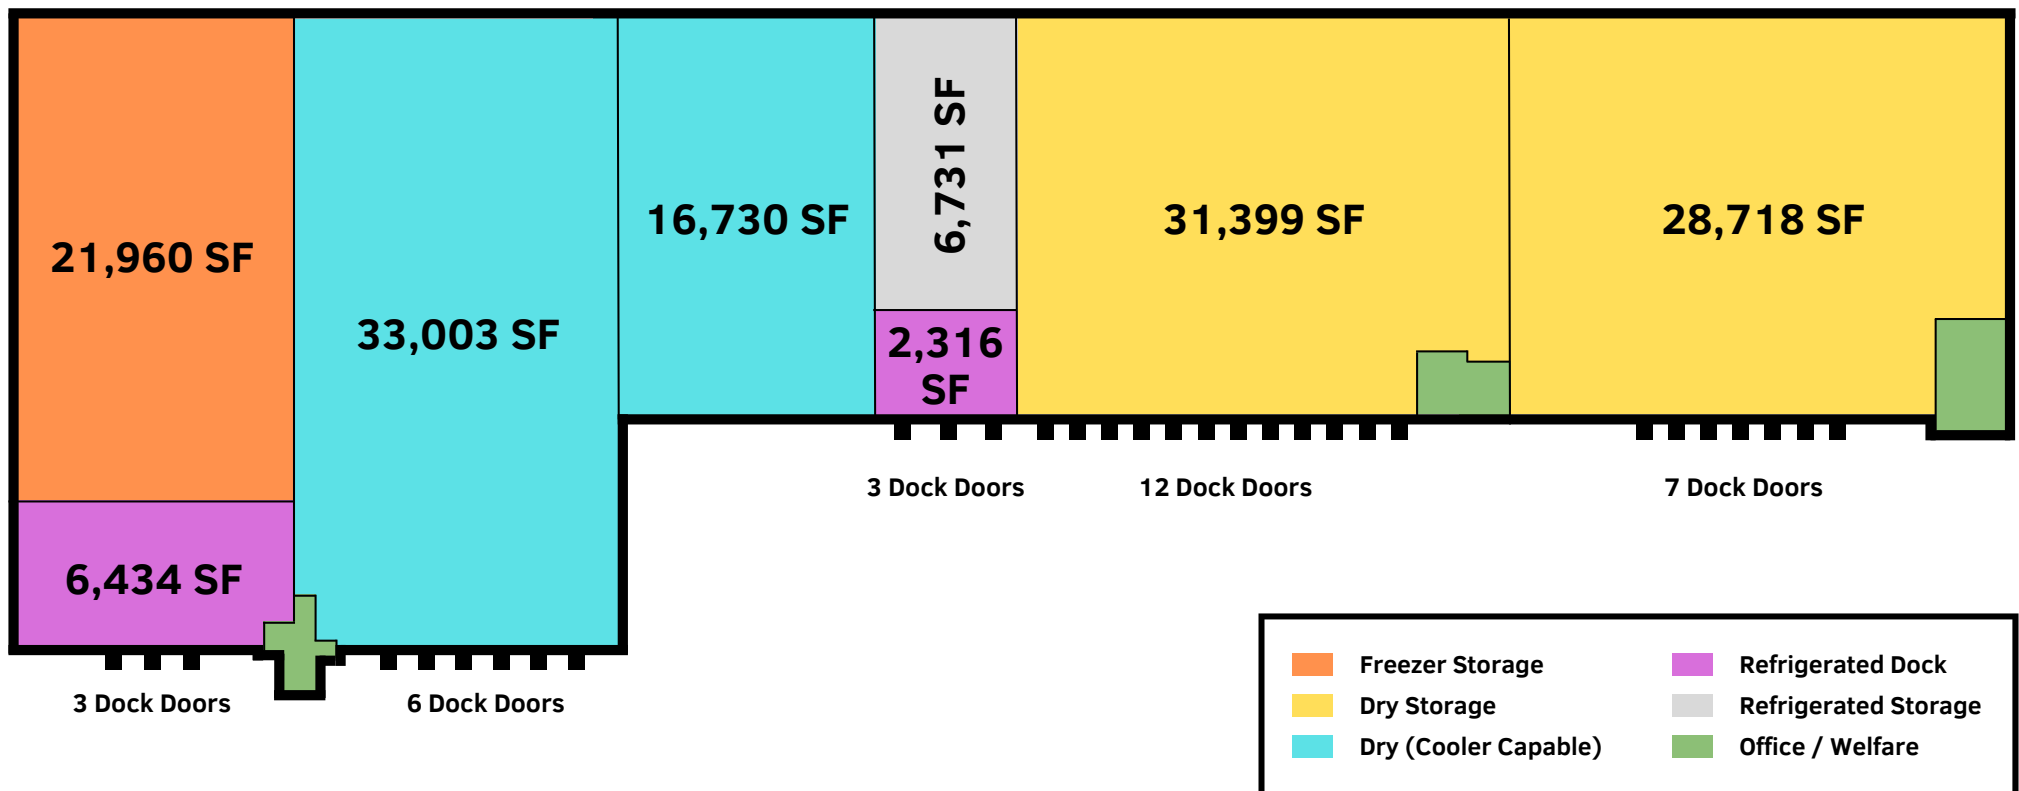 21,960 SF
33,003 SF
16,730 SF
6,731 SF
2,316
SF
31,399 SF
28,718 SF
6,434 SF
3 Dock Doors
12 Dock Doors
7 Dock Doors
3 Dock Doors
6 Dock Doors
Freezer Storage
Dry Storage
Dry (Cooler Capable)
Refrigerated Dock
Refrigerated Storage
Office / Welfare